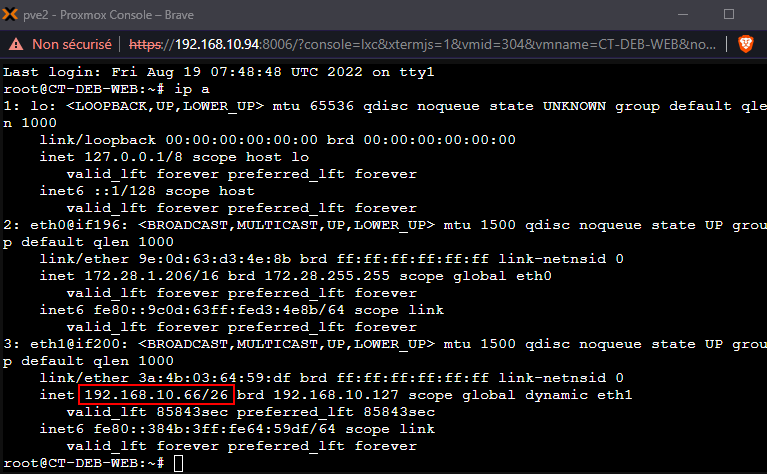 pve2 - Proxmox Console – Brave
Non sécurisé https://192.168.10.94:8006/?console=lxc&xtermjs=1&vmid=304&vmname=CT-DEB-WEB&no...
Last login: Fri Aug 19 07:48:48 UTC 2022 on tty1
root@CT-DEB-WEB:~# ip a
1: lo: <LOOPBACK,UP,LOWER_UP> mtu 65536 qdisc noqueue state UNKNOWN group default qle
n 1000
    link/loopback 00:00:00:00:00:00 brd 00:00:00:00:00:00
    inet 127.0.0.1/8 scope host lo
       valid_lft forever preferred_lft forever
    inet6 ::1/128 scope host
       valid_lft forever preferred_lft forever
2: eth0@if196: <BROADCAST,MULTICAST,UP,LOWER_UP> mtu 1500 qdisc noqueue state UP grou
p default qlen 1000
    link/ether 9e:0d:63:d3:4e:8b brd ff:ff:ff:ff:ff:ff link-netnsid 0
    inet 172.28.1.206/16 brd 172.28.255.255 scope global eth0
       valid_lft forever preferred_lft forever
    inet6 fe80::9c0d:63ff:fed3:4e8b/64 scope link
       valid_lft forever preferred_lft forever
3: eth1@if200: <BROADCAST,MULTICAST,UP,LOWER_UP> mtu 1500 qdisc noqueue state UP grou
p default qlen 1000
    link/ether 3a:4b:03:64:59:df brd ff:ff:ff:ff:ff:ff link-netnsid 0
    inet 192.168.10.66/26 brd 192.168.10.127 scope global dynamic eth1
       valid_lft 85843sec preferred_lft 85843sec
    inet6 fe80::384b:3ff:fe64:59df/64 scope link
       valid_lft forever preferred_lft forever
root@CT-DEB-WEB:~#